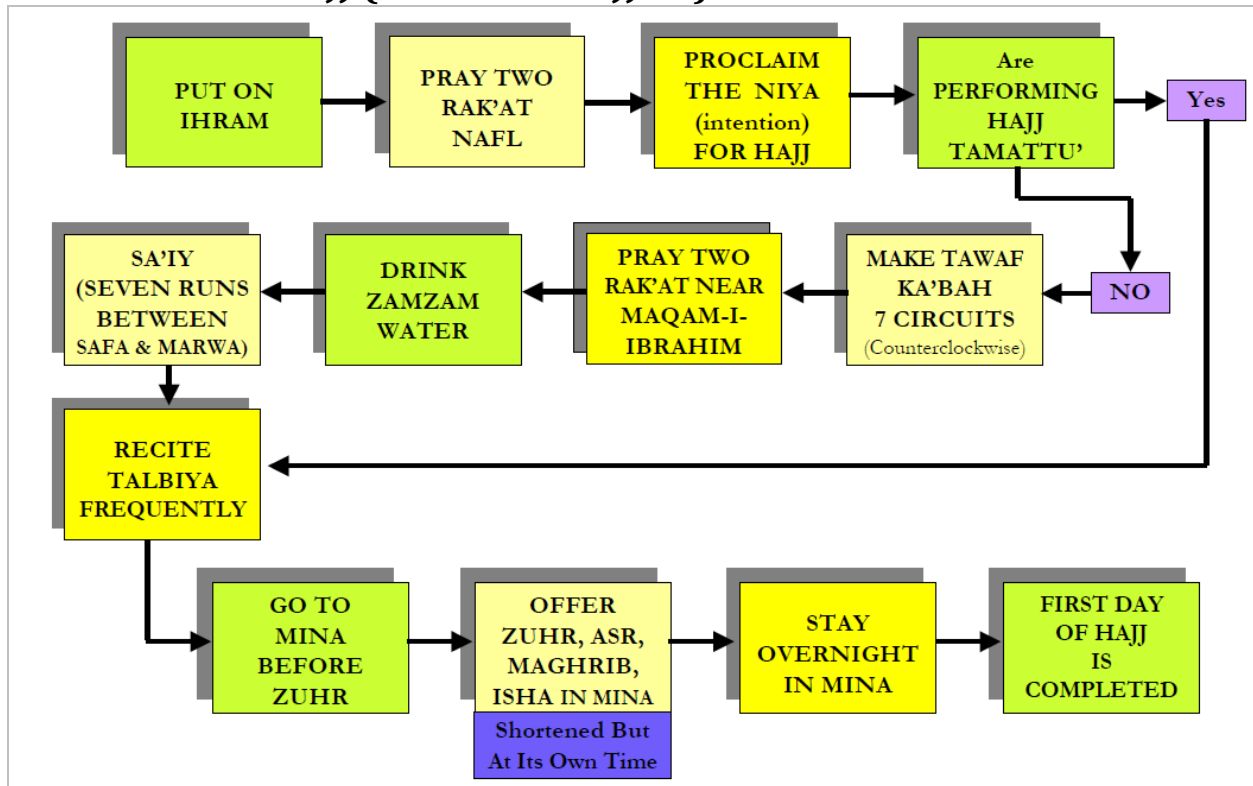 PUT ON
IHRAM
PRAY TWO
RAK'AT
NAFL
PROCLAIM
THE NIYA
(intention)
FOR HAJJ
Are
PERFORMING
HAJJ
TAMATTU'
Yes
NO
MAKE TAWAF
KA'BAH
7 CIRCUITS
(Counterclockwise)
PRAY TWO
RAK'AT NEAR
MAQAM-I-
IBRAHIM
DRINK
ZAMZAM
WATER
SA'IY
(SEVEN RUNS
BETWEEN
SAFA & MARWA)
RECITE
TALBIYA
FREQUENTLY
GO TO
MINA
BEFORE
ZUHR
OFFER
ZUHR, ASR,
MAGHRIB,
ISHA IN MINA
Shortened But
At Its Own Time
STAY
OVERNIGHT
IN MINA
FIRST DAY
OF HAJJ
IS
COMPLETED